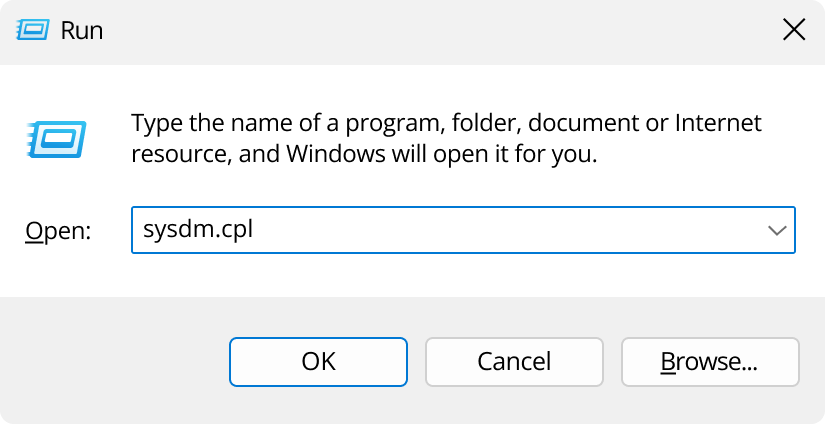 Run
Type the name of a program, folder, document or Internet
resource, and Windows will open it for you.
Open:
sysdm.cpl
OK
Cancel
Browse...